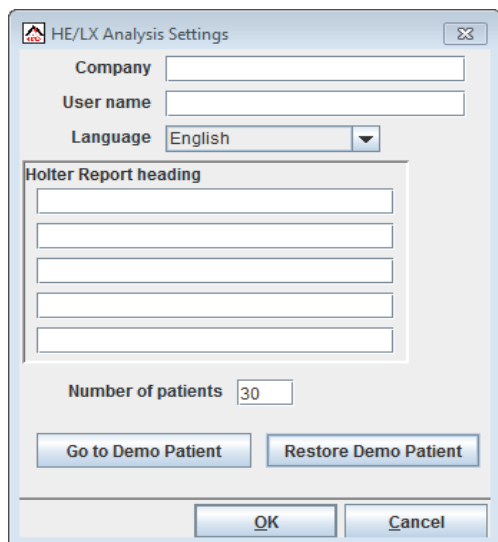 HE/LX Analysis Settings
Company
User name
Language English
Holter Report heading
Number of patients 30
Go to Demo Patient Restore Demo Patient
OK Cancel